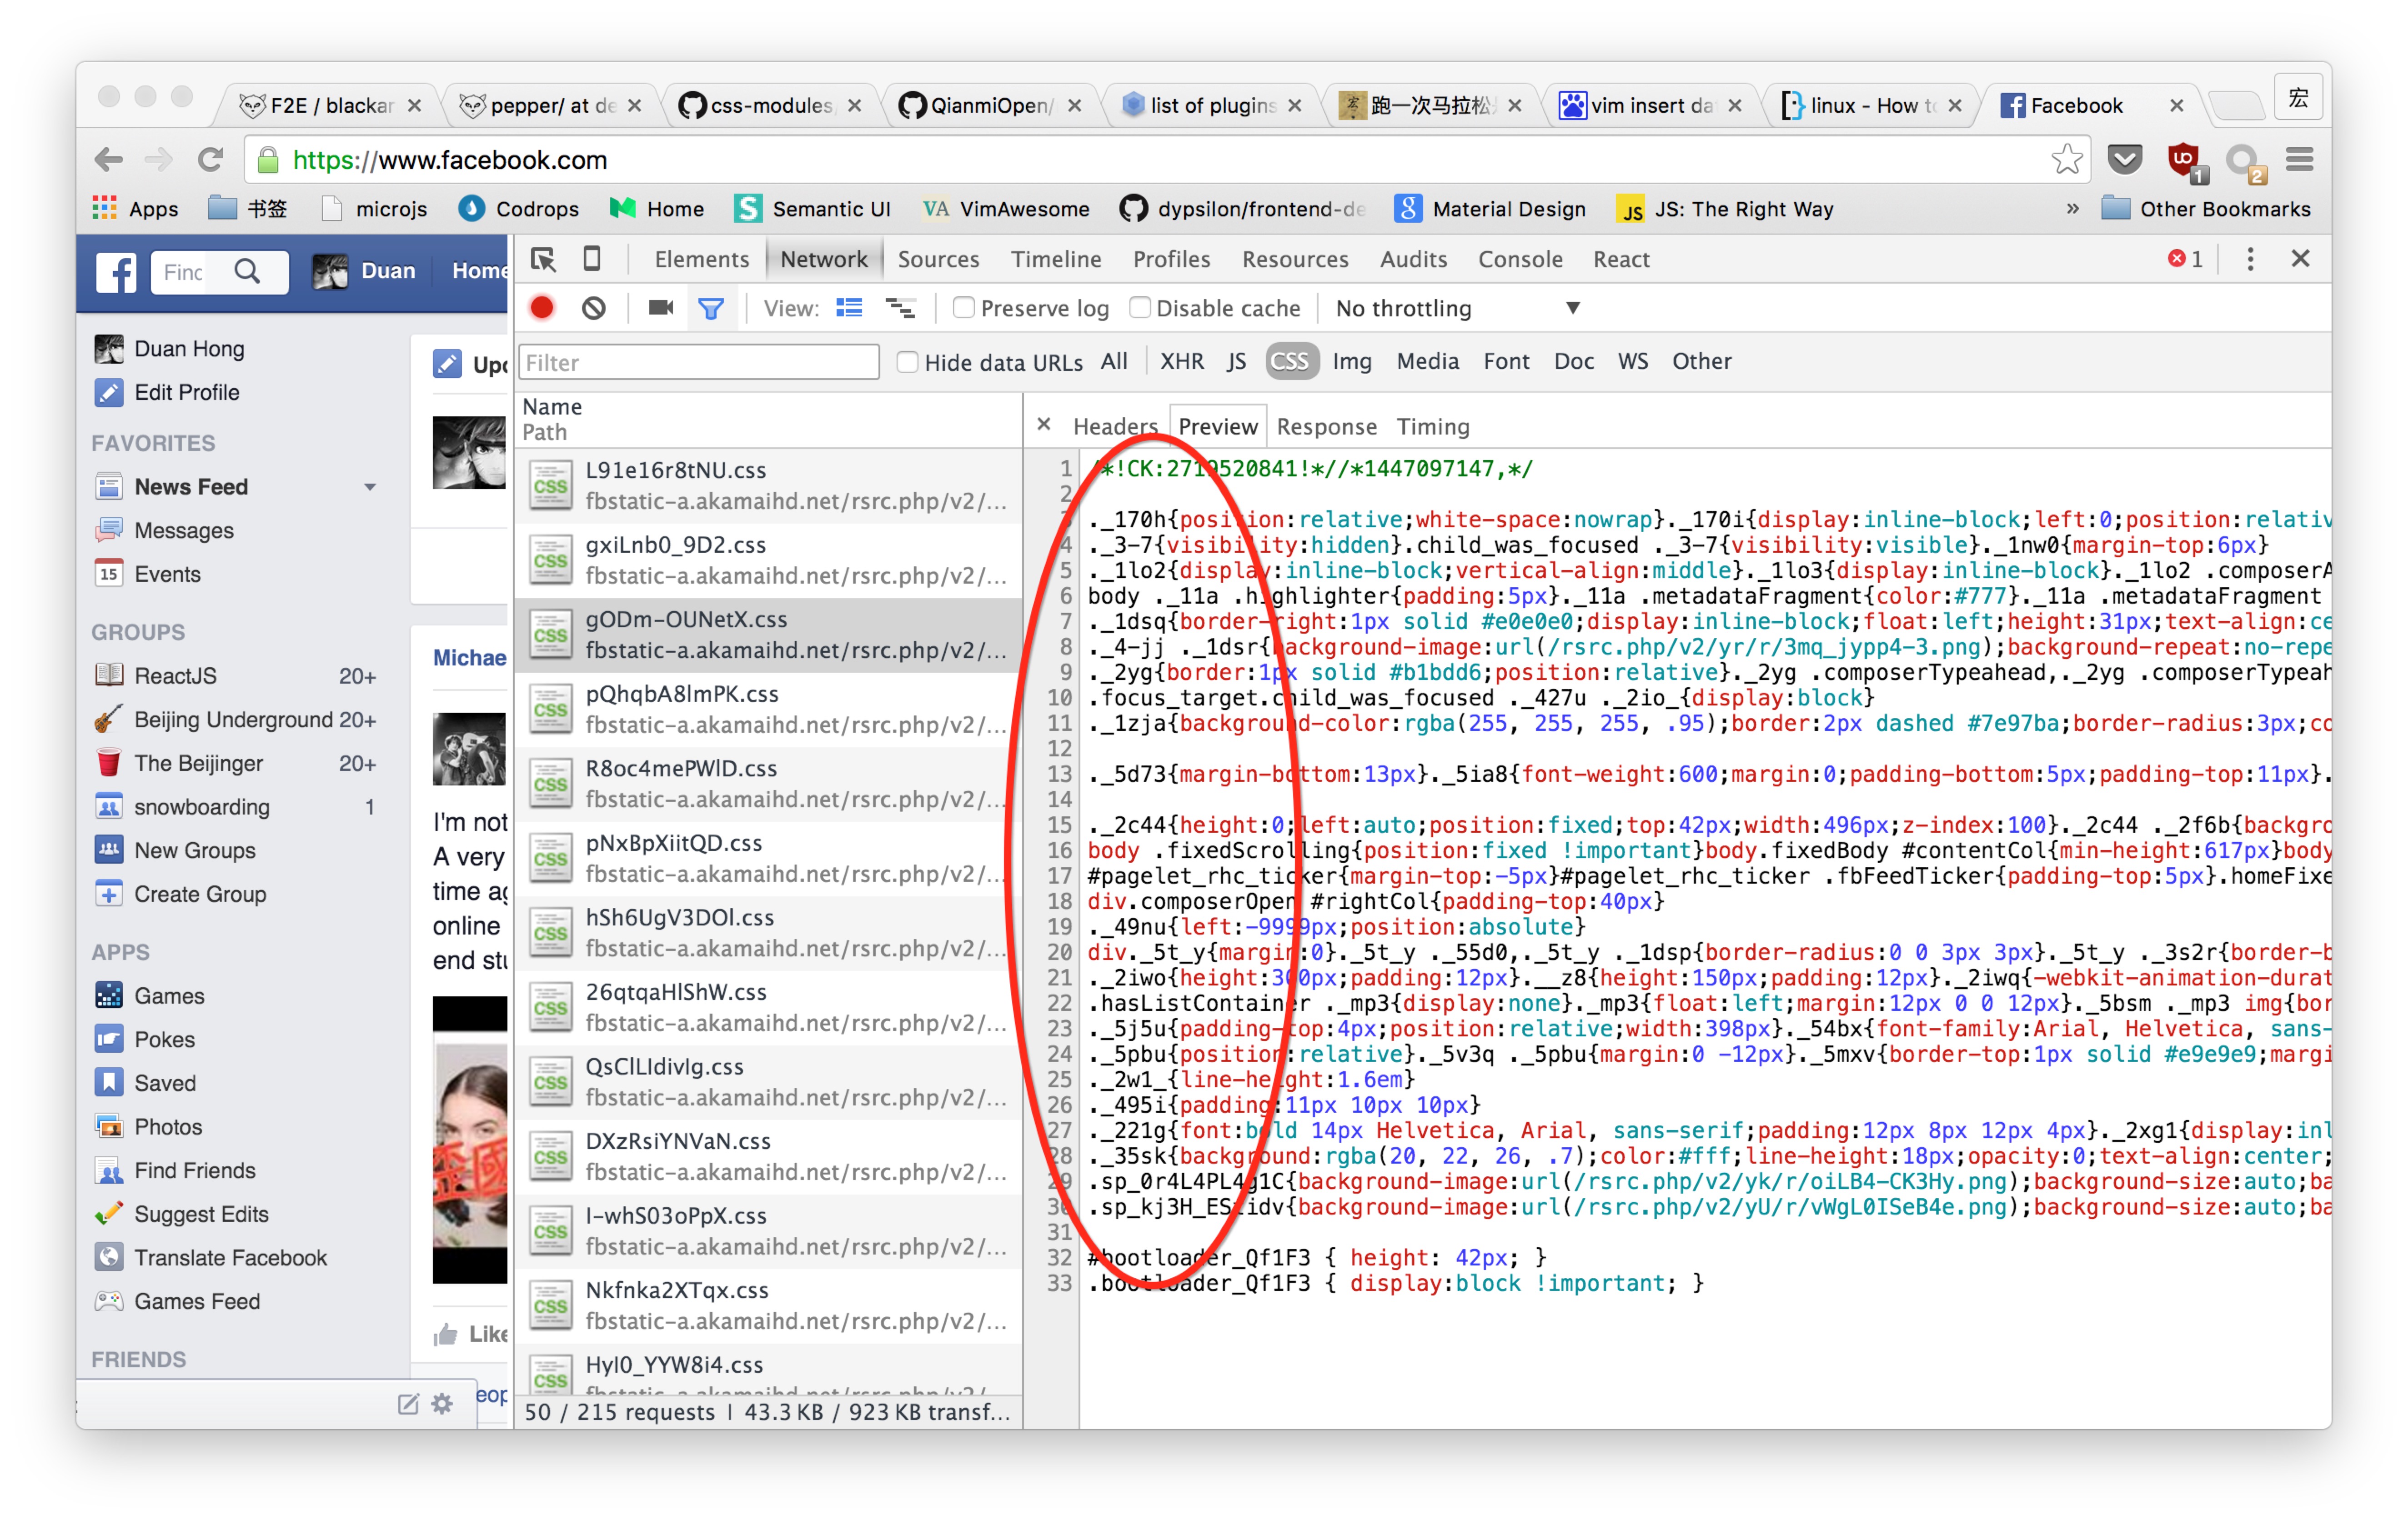 F2E / blackar
pepper/ at de
css-modules
QianmiOpen/
list of plugins
跑一次马拉松
vim insert da
linux - How to
Facebook
宏
https://www.facebook.com
1
2
Apps
书签
microjs
Codrops
Home
Semantic UI
VimAwesome
dypsilon/frontend-de
Material Design
JS: The Right Way
»
Other Bookmarks
Find
Duan
Home
Elements
Network
Sources
Timeline
Profiles
Resources
Audits
Console
React
1
View:
Preserve log
Disable cache
No throttling
Filter
Hide data URLs
All
XHR
JS
CSS
Img
Media
Font
Doc
WS
Other
Duan Hong
Edit Profile
FAVORITES
News Feed
Messages
Events
GROUPS
ReactJS 20+
Beijing Underground 20+
The Beijinger 20+
snowboarding 1
New Groups
Create Group
APPS
Games
Pokes
Saved
Photos
Find Friends
Suggest Edits
Translate Facebook
Games Feed
FRIENDS
Upd
Michae
I'm not
A very
time ag
online
end stu
Like
eop
Name
Path
L91e16r8tNU.css
fbstatic-a.akamaihd.net/rsrc.php/v2/...
gxiLnb0_9D2.css
fbstatic-a.akamaihd.net/rsrc.php/v2/...
gODm-OUNetX.css
fbstatic-a.akamaihd.net/rsrc.php/v2/...
pQhqbA8lmPK.css
fbstatic-a.akamaihd.net/rsrc.php/v2/...
R8oc4mePWlD.css
fbstatic-a.akamaihd.net/rsrc.php/v2/...
pNxBpXiitQD.css
fbstatic-a.akamaihd.net/rsrc.php/v2/...
hSh6UgV3DOl.css
fbstatic-a.akamaihd.net/rsrc.php/v2/...
26qtqaHlShW.css
fbstatic-a.akamaihd.net/rsrc.php/v2/...
QsClLIdivIg.css
fbstatic-a.akamaihd.net/rsrc.php/v2/...
DXzRsiYNVaN.css
fbstatic-a.akamaihd.net/rsrc.php/v2/...
I-whS03oPpX.css
fbstatic-a.akamaihd.net/rsrc.php/v2/...
Nkfnka2XTqx.css
fbstatic-a.akamaihd.net/rsrc.php/v2/...
Hyl0_YYW8i4.css
fbstatic-a.akamaihd.net/rsrc.php/v2/...
50 / 215 requests | 43.3 KB / 923 KB transf...
Headers
Preview
Response
Timing
1 /*!CK:2719520841!*//*1447097147,*/
2
3 ._170h{position:relative;white-space:nowrap}._170i{display:inline-block;left:0;position:relativ
4 ._3-7{visibility:hidden}.child_was_focused ._3-7{visibility:visible}._1nw0{margin-top:6px}
5 ._1lo2{display:inline-block;vertical-align:middle}._1lo3{display:inline-block}._1lo2 .composerA
6 body ._11a .highlighter{padding:5px}._11a .metadataFragment{color:#777}._11a .metadataFragment
7 ._1dsq{border-right:1px solid #e0e0e0;display:inline-block;float:left;height:31px;text-align:ce
8 ._4-jj ._1dsr{background-image:url(/rsrc.php/v2/yr/r/3mq_jypp4-3.png);background-repeat:no-repe
9 ._2yg{border:1px solid #b1bdd6;position:relative}._2yg .composerTypeahead,._2yg .composerTypeah
10 .focus_target.child_was_focused ._427u ._2io_{display:block}
11 ._1zja{background-color:rgba(255, 255, 255, .95);border:2px dashed #7e97ba;border-radius:3px;co
12
13 ._5d73{margin-bottom:13px}._5ia8{font-weight:600;margin:0;padding-bottom:5px;padding-top:11px}.
14
15 ._2c44{height:0;left:auto;position:fixed;top:42px;width:496px;z-index:100}._2c44 ._2f6b{backgro
16 body .fixedScrolling{position:fixed !important}body.fixedBody #contentCol{min-height:617px}body
17 #pagelet_rhc_ticker{margin-top:-5px}#pagelet_rhc_ticker .fbFeedTicker{padding-top:5px}.homeFixe
18 div.composerOpen #rightCol{padding-top:40px}
19 ._49nu{left:-9999px;position:absolute}
20 div._5t_y{margin:0}._5t_y ._55d0,._5t_y ._1dsp{border-radius:0 0 3px 3px}._5t_y ._3s2r{border-b
21 ._2iwo{height:300px;padding:12px}.__z8{height:150px;padding:12px}._2iwq{-webkit-animation-durat
22 .hasListContainer ._mp3{display:none}._mp3{float:left;margin:12px 0 0 12px}._5bsm ._mp3 img{bor
23 ._5j5u{padding-top:4px;position:relative;width:398px}._54bx{font-family:Arial, Helvetica, sans-
24 ._5pbu{position:relative}._5v3q ._5pbu{margin:0 -12px}._5mxv{border-top:1px solid #e9e9e9;margi
25 ._2w1_{line-height:1.6em}
26 ._495i{padding:11px 10px 10px}
27 ._221g{font:bold 14px Helvetica, Arial, sans-serif;padding:12px 8px 12px 4px}._2xg1{display:inl
28 ._35sk{background:rgba(20, 22, 26, .7);color:#fff;line-height:18px;opacity:0;text-align:center;
29 .sp_0r4L4PL4g1C{background-image:url(/rsrc.php/v2/yk/r/oiLB4-CK3Hy.png);background-size:auto;ba
30 .sp_kj3H_ESzidv{background-image:url(/rsrc.php/v2/yU/r/vWgL0ISeB4e.png);background-size:auto;ba
31
32 #bootloader_Qf1F3 { height: 42px; }
33 .bootloader_Qf1F3 { display:block !important; }